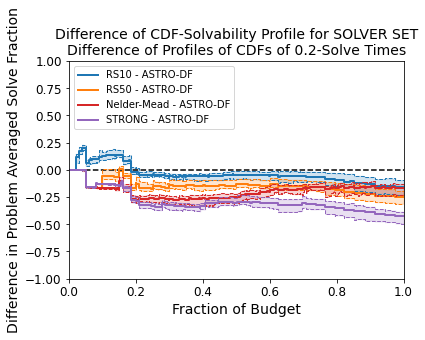 Difference of CDF-Solvability Profile for SOLVER SET
Difference of Profiles of CDFs of 0.2-Solve Times
Difference in Problem Averaged Solve Fraction
1.00
0.75
0.50
0.25
0.00
−0.25
−0.50
−0.75
−1.00
RS10 - ASTRO-DF
RS50 - ASTRO-DF
Nelder-Mead - ASTRO-DF
STRONG - ASTRO-DF
0.0 0.2 0.4 0.6 0.8 1.0
Fraction of Budget